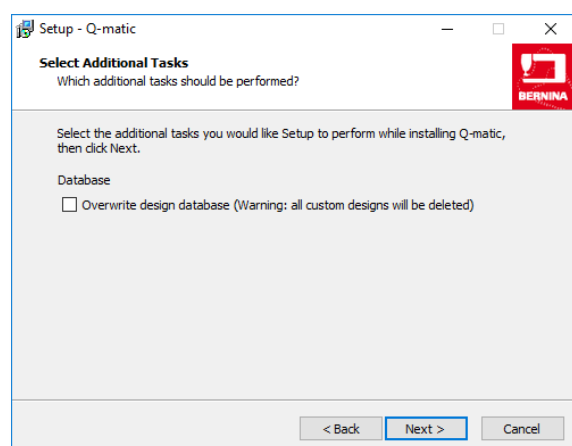 Setup - Q-matic
Select Additional Tasks
Which additional tasks should be performed?
BERNINA
Select the additional tasks you would like Setup to perform while installing Q-matic,
then click Next.
Database
Overwrite design database (Warning: all custom designs will be deleted)
< Back Next > Cancel